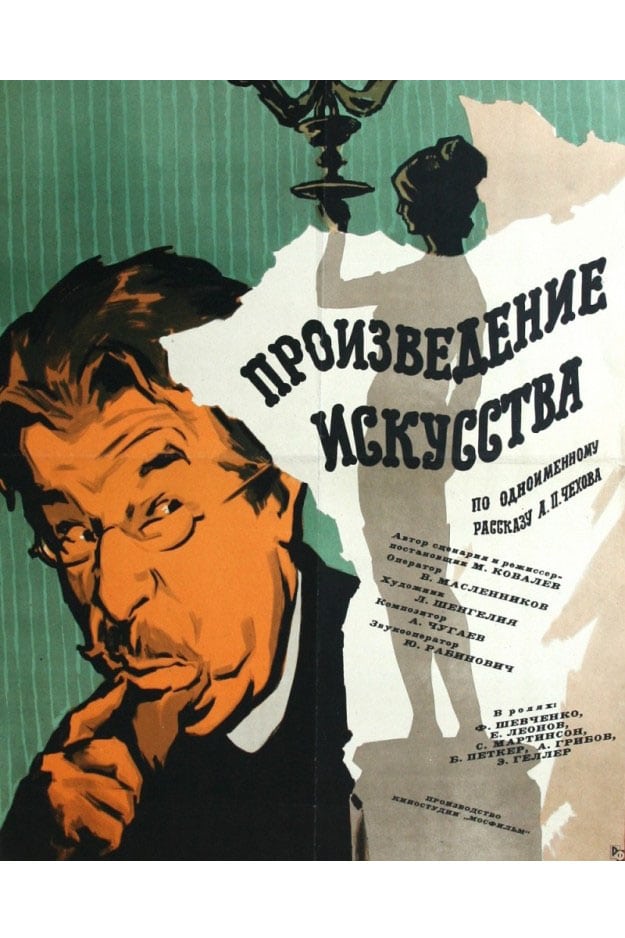 ПРОИЗВЕДЕНИЕ
ИСКУССТВА
ПО ОДНОИМЕННОМУ
РАССКАЗУ А.П.ЧЕХОВА
Автор сценария и режиссер-
постановщик М. КОВАЛЕВ
Оператор
В. МАСЛЕННИКОВ
Художник
Л. ШЕНГЕЛИЯ
Композитор
А. ЧУГАЕВ
Звукооператор
Ю. РАБИНОВИЧ
В ролях:
Ф. ШЕВЧЕНКО,
Е. ЛЕОНОВ,
С. МАРТИНСОН,
Б. ПЕТКЕР, А. ГРИБОВ,
Э. ГЕЛЛЕР
ПРОИЗВОДСТВО
КИНОСТУДИИ „МОСФИЛЬМ“